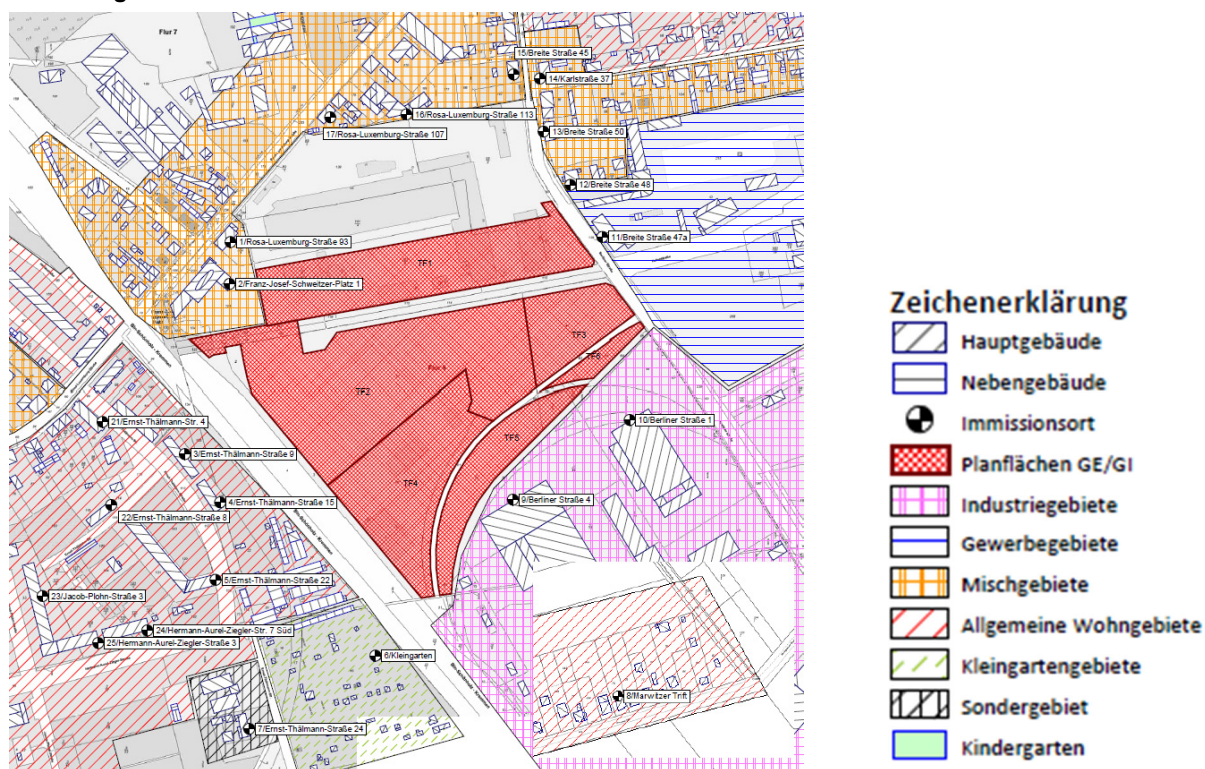 Flur 7
15/Breite Straße 45
14/Karlstraße 37
16/Rosa-Luxemburg-Straße 113
17/Rosa-Luxemburg-Straße 107
13/Breite Straße 50
12/Breite Straße 48
11/Breite Straße 47a
1/Rosa-Luxemburg-Straße 93
TF1
2/Franz-Josef-Schweitzer-Platz 1
TF3
TF2
TF5
21/Ernst-Thälmann-Str. 4
10/Berliner Straße 1
3/Ernst-Thälmann-Straße 9
TF4
4/Ernst-Thälmann-Straße 15
9/Berliner Straße 4
22/Ernst-Thälmann-Straße 8
5/Ernst-Thälmann-Straße 22
23/Jacob-Plohn-Straße 3
24/Hermann-Aurel-Ziegler-Str. 7 Süd
25/Hermann-Aurel-Ziegler-Straße 3
6/Kleingarten
8/Marwitzer Trift
7/Ernst-Thälmann-Straße 24
Zeichenerklärung
Hauptgebäude
Nebengebäude
Immissionsort
Planflächen GE/GI
Industriegebiete
Gewerbegebiete
Mischgebiete
Allgemeine Wohngebiete
Kleingartengebiete
Sondergebiet
Kindergarten